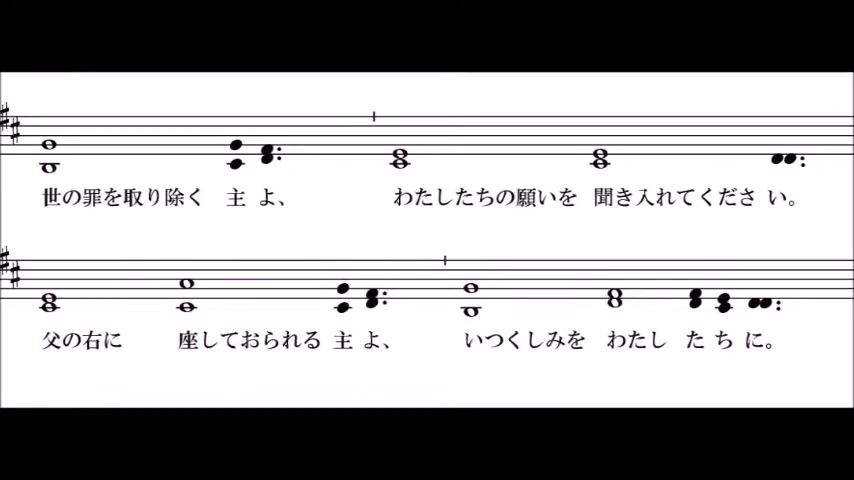 世の罪を取り除く 主 よ、 わたしたちの願いを 聞き入れてくださ い。
父の右に 座しておられる 主 よ、 いつくしみを わたし た ち に。